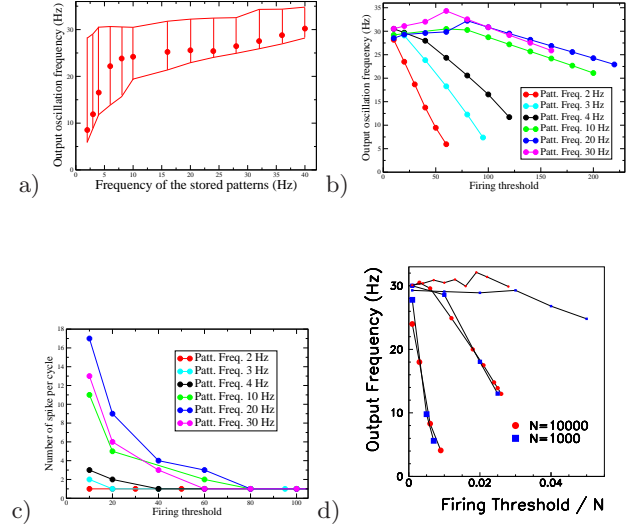 a)
Output oscillation frequency (Hz)
35
25
15
5
0 5 10 15 20 25 30 35 40
Frequency of the stored patterns (Hz)
b)
Output oscillation frequency (Hz)
35
25
15
5
0 50 100 150 200
Firing threshold
Patt. Freq. 2 Hz
Patt. Freq. 3 Hz
Patt. Freq. 4 Hz
Patt. Freq. 10 Hz
Patt. Freq. 20 Hz
Patt. Freq. 30 Hz
c)
Number of spike per cycle
18
16
14
12
10
8
6
4
2
0
0 20 40 60 80 100
Firing threshold
Patt. Freq. 2 Hz
Patt. Freq. 3 Hz
Patt. Freq. 4 Hz
Patt. Freq. 10 Hz
Patt. Freq. 20 Hz
Patt. Freq. 30 Hz
d)
Output Frequency (Hz)
30
20
10
0
0 0.02 0.04
Firing Threshold / N
N=10000
N=1000